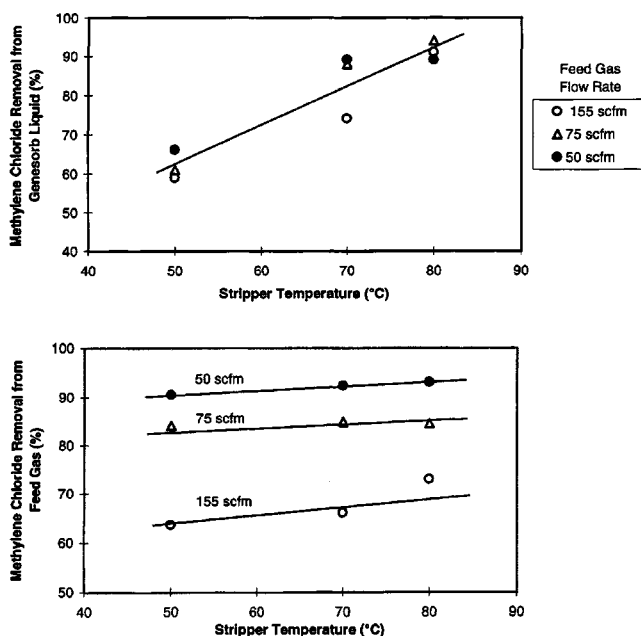 Methylene Chloride Removal from
Genesorb Liquid (%)
100
90
80
70
60
50
40
40 50 60 70 80 90
Stripper Temperature (°C)
Feed Gas
Flow Rate
155 scfm
75 scfm
50 scfm
Methylene Chloride Removal from
Feed Gas (%)
100
90
80
70
60
50
50 scfm
75 scfm
155 scfm
40 50 60 70 80 90
Stripper Temperature (°C)